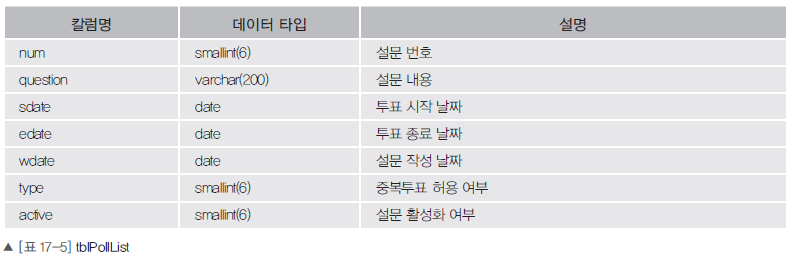 칼럼명 데이터 타입 설명
num smallint(6) 설문 번호
question varchar(200) 설문 내용
sdate date 투표 시작 날짜
edate date 투표 종료 날짜
wdate date 설문 작성 날짜
type smallint(6) 중복투표 허용 여부
active smallint(6) 설문 활성화 여부
▲ [표 17-5] tblPollList